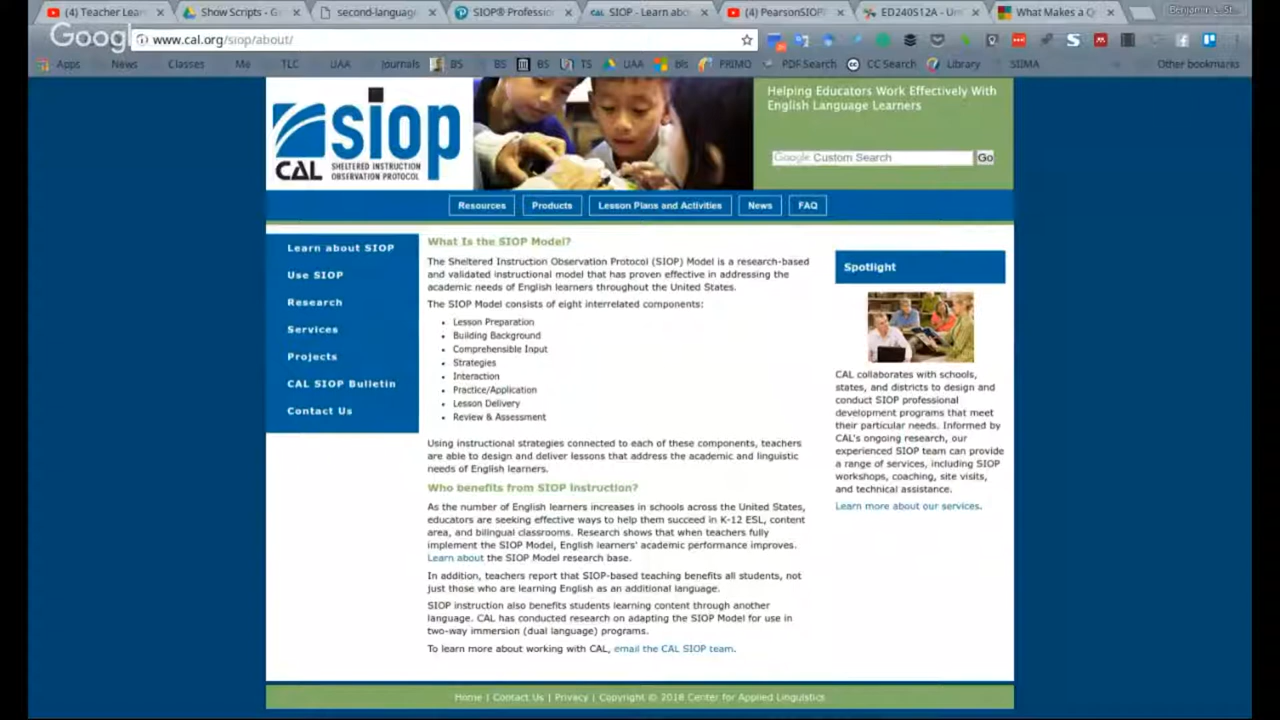 (4) Teacher Lear
Show Scripts - G
second-language
SIOP® Professio
SIOP - Learn abo
(4) PearsonSIOP
ED240S12A - Un
What Makes a Q
www.cal.org/siop/about/
Apps News Classes Me TLC UAA Journals BS BS BS TS UAA bls PRIMO PDF Search CC Search Library SIIMA Other bookmarks
siop
CAL
SHELTERED INSTRUCTION
OBSERVATION PROTOCOL
Helping Educators Work Effectively With
English Language Learners
Google Custom Search Go
Resources Products Lesson Plans and Activities News FAQ
Learn about SIOP
Use SIOP
Research
Services
Projects
CAL SIOP Bulletin
Contact Us
What Is the SIOP Model?
The Sheltered Instruction Observation Protocol (SIOP) Model is a research-based
and validated instructional model that has proven effective in addressing the
academic needs of English learners throughout the United States.
The SIOP Model consists of eight interrelated components:
Lesson Preparation
Building Background
Comprehensible Input
Strategies
Interaction
Practice/Application
Lesson Delivery
Review & Assessment
Using instructional strategies connected to each of these components, teachers
are able to design and deliver lessons that address the academic and linguistic
needs of English learners.
Who benefits from SIOP instruction?
As the number of English learners increases in schools across the United States,
educators are seeking effective ways to help them succeed in K-12 ESL, content
area, and bilingual classrooms. Research shows that when teachers fully
implement the SIOP Model, English learners' academic performance improves.
Learn about the SIOP Model research base.
In addition, teachers report that SIOP-based teaching benefits all students, not
just those who are learning English as an additional language.
SIOP instruction also benefits students learning content through another
language. CAL has conducted research on adapting the SIOP Model for use in
two-way immersion (dual language) programs.
To learn more about working with CAL, email the CAL SIOP team.
Spotlight
CAL collaborates with schools,
states, and districts to design and
conduct SIOP professional
development programs that meet
their particular needs. Informed by
CAL's ongoing research, our
experienced SIOP team can provide
a range of services, including SIOP
workshops, coaching, site visits,
and technical assistance.
Learn more about our services.
Home | Contact Us | Privacy | Copyright © 2018 Center for Applied Linguistics